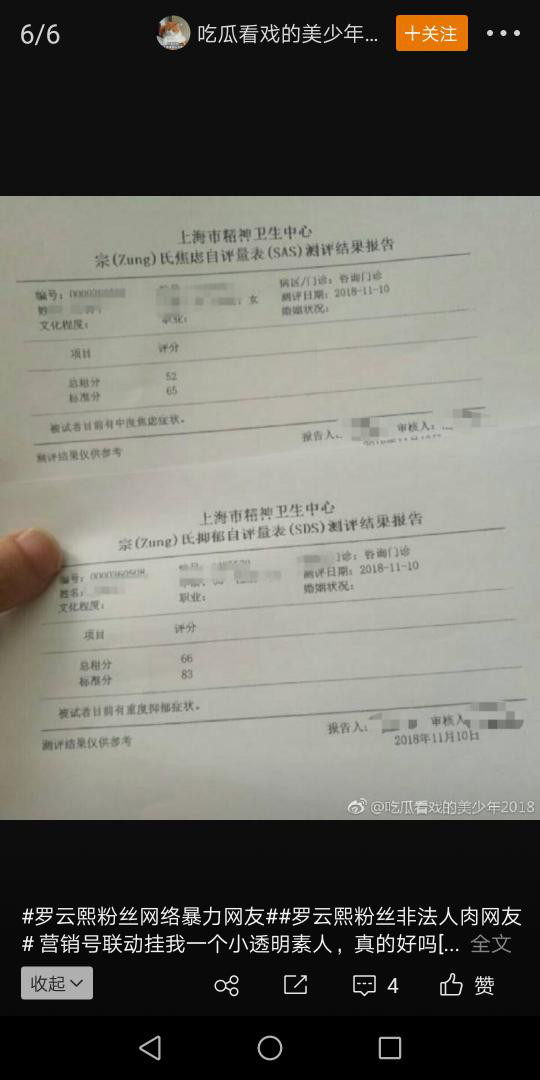 6/6
吃瓜看戏的美少年...
+关注
上海市精神卫生中心
宗(Zung)氏焦虑自评量表(SAS)测评结果报告
编号：
女
病区/门诊：咨询门诊
测评日期：2018-11-10
文化程度：
职业：
婚姻状况：
项目 评分
总粗分 52
标准分 65
被试者目前有中度焦虑症状。
报告人： 审核人：
测评结果仅供参考
上海市精神卫生中心
宗(Zung)氏抑郁自评量表(SDS)测评结果报告
编号：0000360508
门诊：咨询门诊
姓名：
测评日期：2018-11-10
文化程度： 职业： 婚姻状况：
项目 评分
总粗分 66
标准分 83
被试者目前有重度抑郁症状。
报告人： 审核人
测评结果仅供参考
2018年11月10日
@吃瓜看戏的美少年2018
#罗云熙粉丝网络暴力网友##罗云熙粉丝非法人肉网友
# 营销号联动挂我一个小透明素人，真的好吗[... 全文
收起
4
赞